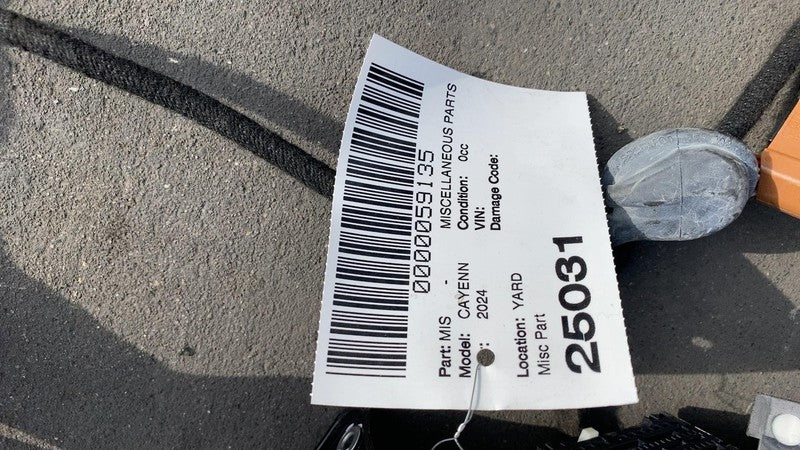 0000059135
Part: MIS - MISCELLANEOUS PARTS
Model: CAYENN Condition: 0cc
: 2024 VIN:
Damage Code:
Location: YARD
Misc Part
25031